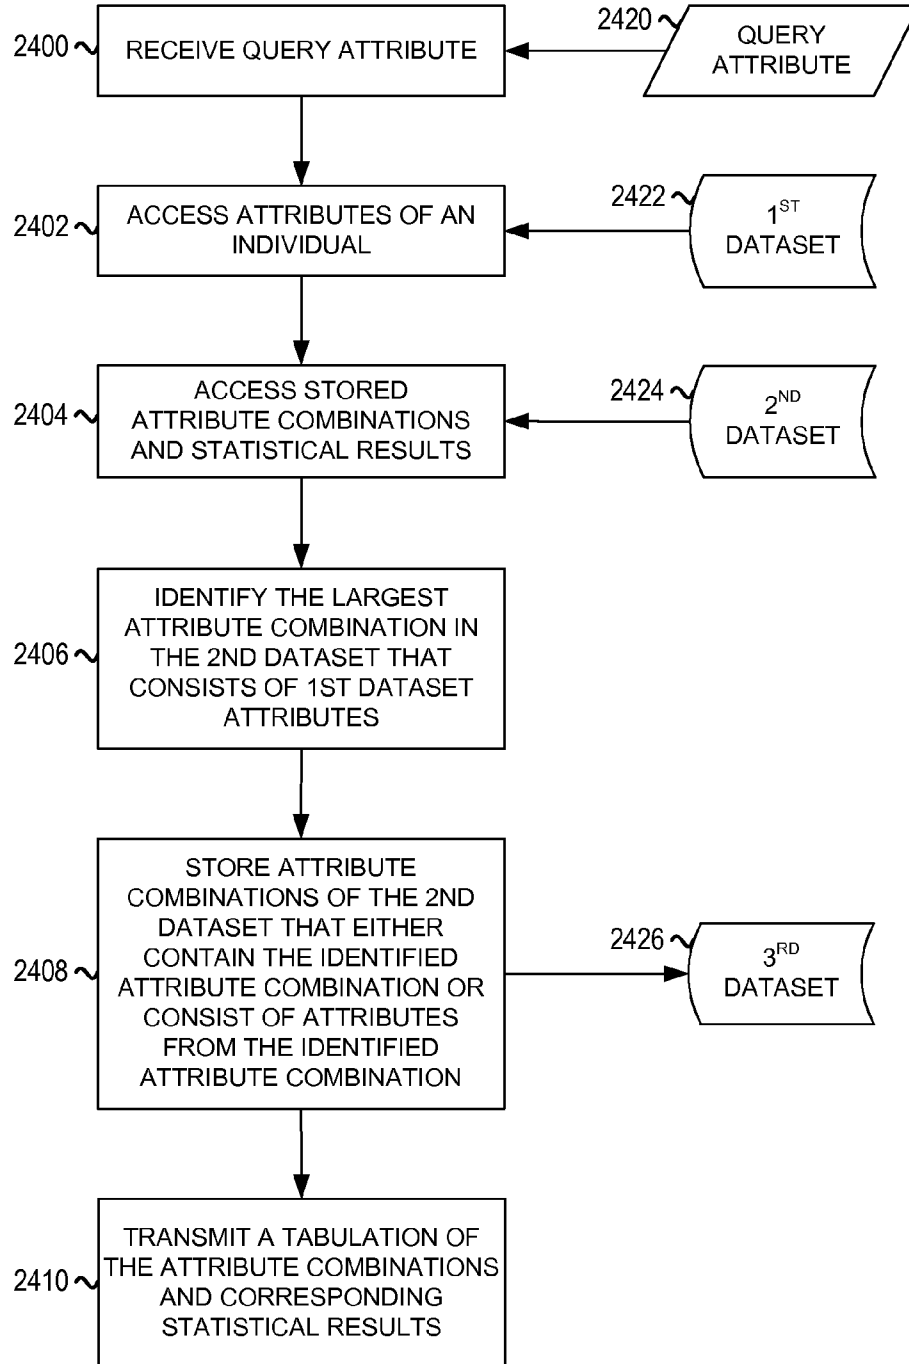 2400
RECEIVE QUERY ATTRIBUTE
2420
QUERY
ATTRIBUTE
2402
ACCESS ATTRIBUTES OF AN
INDIVIDUAL
2422
1ST
DATASET
2404
ACCESS STORED
ATTRIBUTE COMBINATIONS
AND STATISTICAL RESULTS
2424
2ND
DATASET
2406
IDENTIFY THE LARGEST
ATTRIBUTE COMBINATION IN
THE 2ND DATASET THAT
CONSISTS OF 1ST DATASET
ATTRIBUTES
2408
STORE ATTRIBUTE
COMBINATIONS OF THE 2ND
DATASET THAT EITHER
CONTAIN THE IDENTIFIED
ATTRIBUTE COMBINATION OR
CONSIST OF ATTRIBUTES
FROM THE IDENTIFIED
ATTRIBUTE COMBINATION
2426
3RD
DATASET
2410
TRANSMIT A TABULATION OF
THE ATTRIBUTE COMBINATIONS
AND CORRESPONDING
STATISTICAL RESULTS